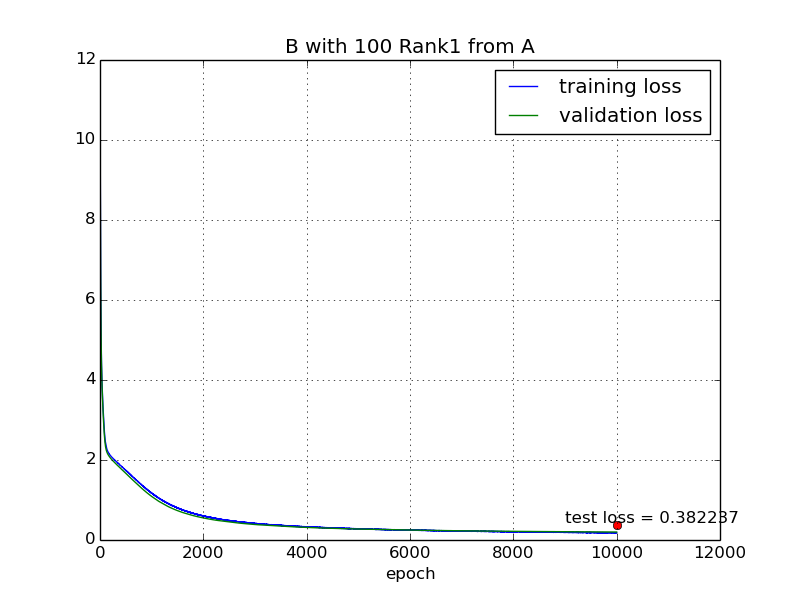 B with 100 Rank1 from A
12
10
8
6
4
2
0
training loss
validation loss
test loss = 0.382237
0 2000 4000 6000 8000 10000 12000
epoch